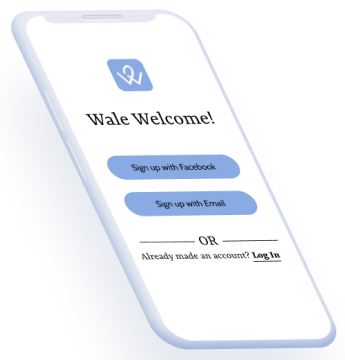 Wale Welcome!
Sign up with Facebook
Sign up with Email
OR
Already made an account? Log In